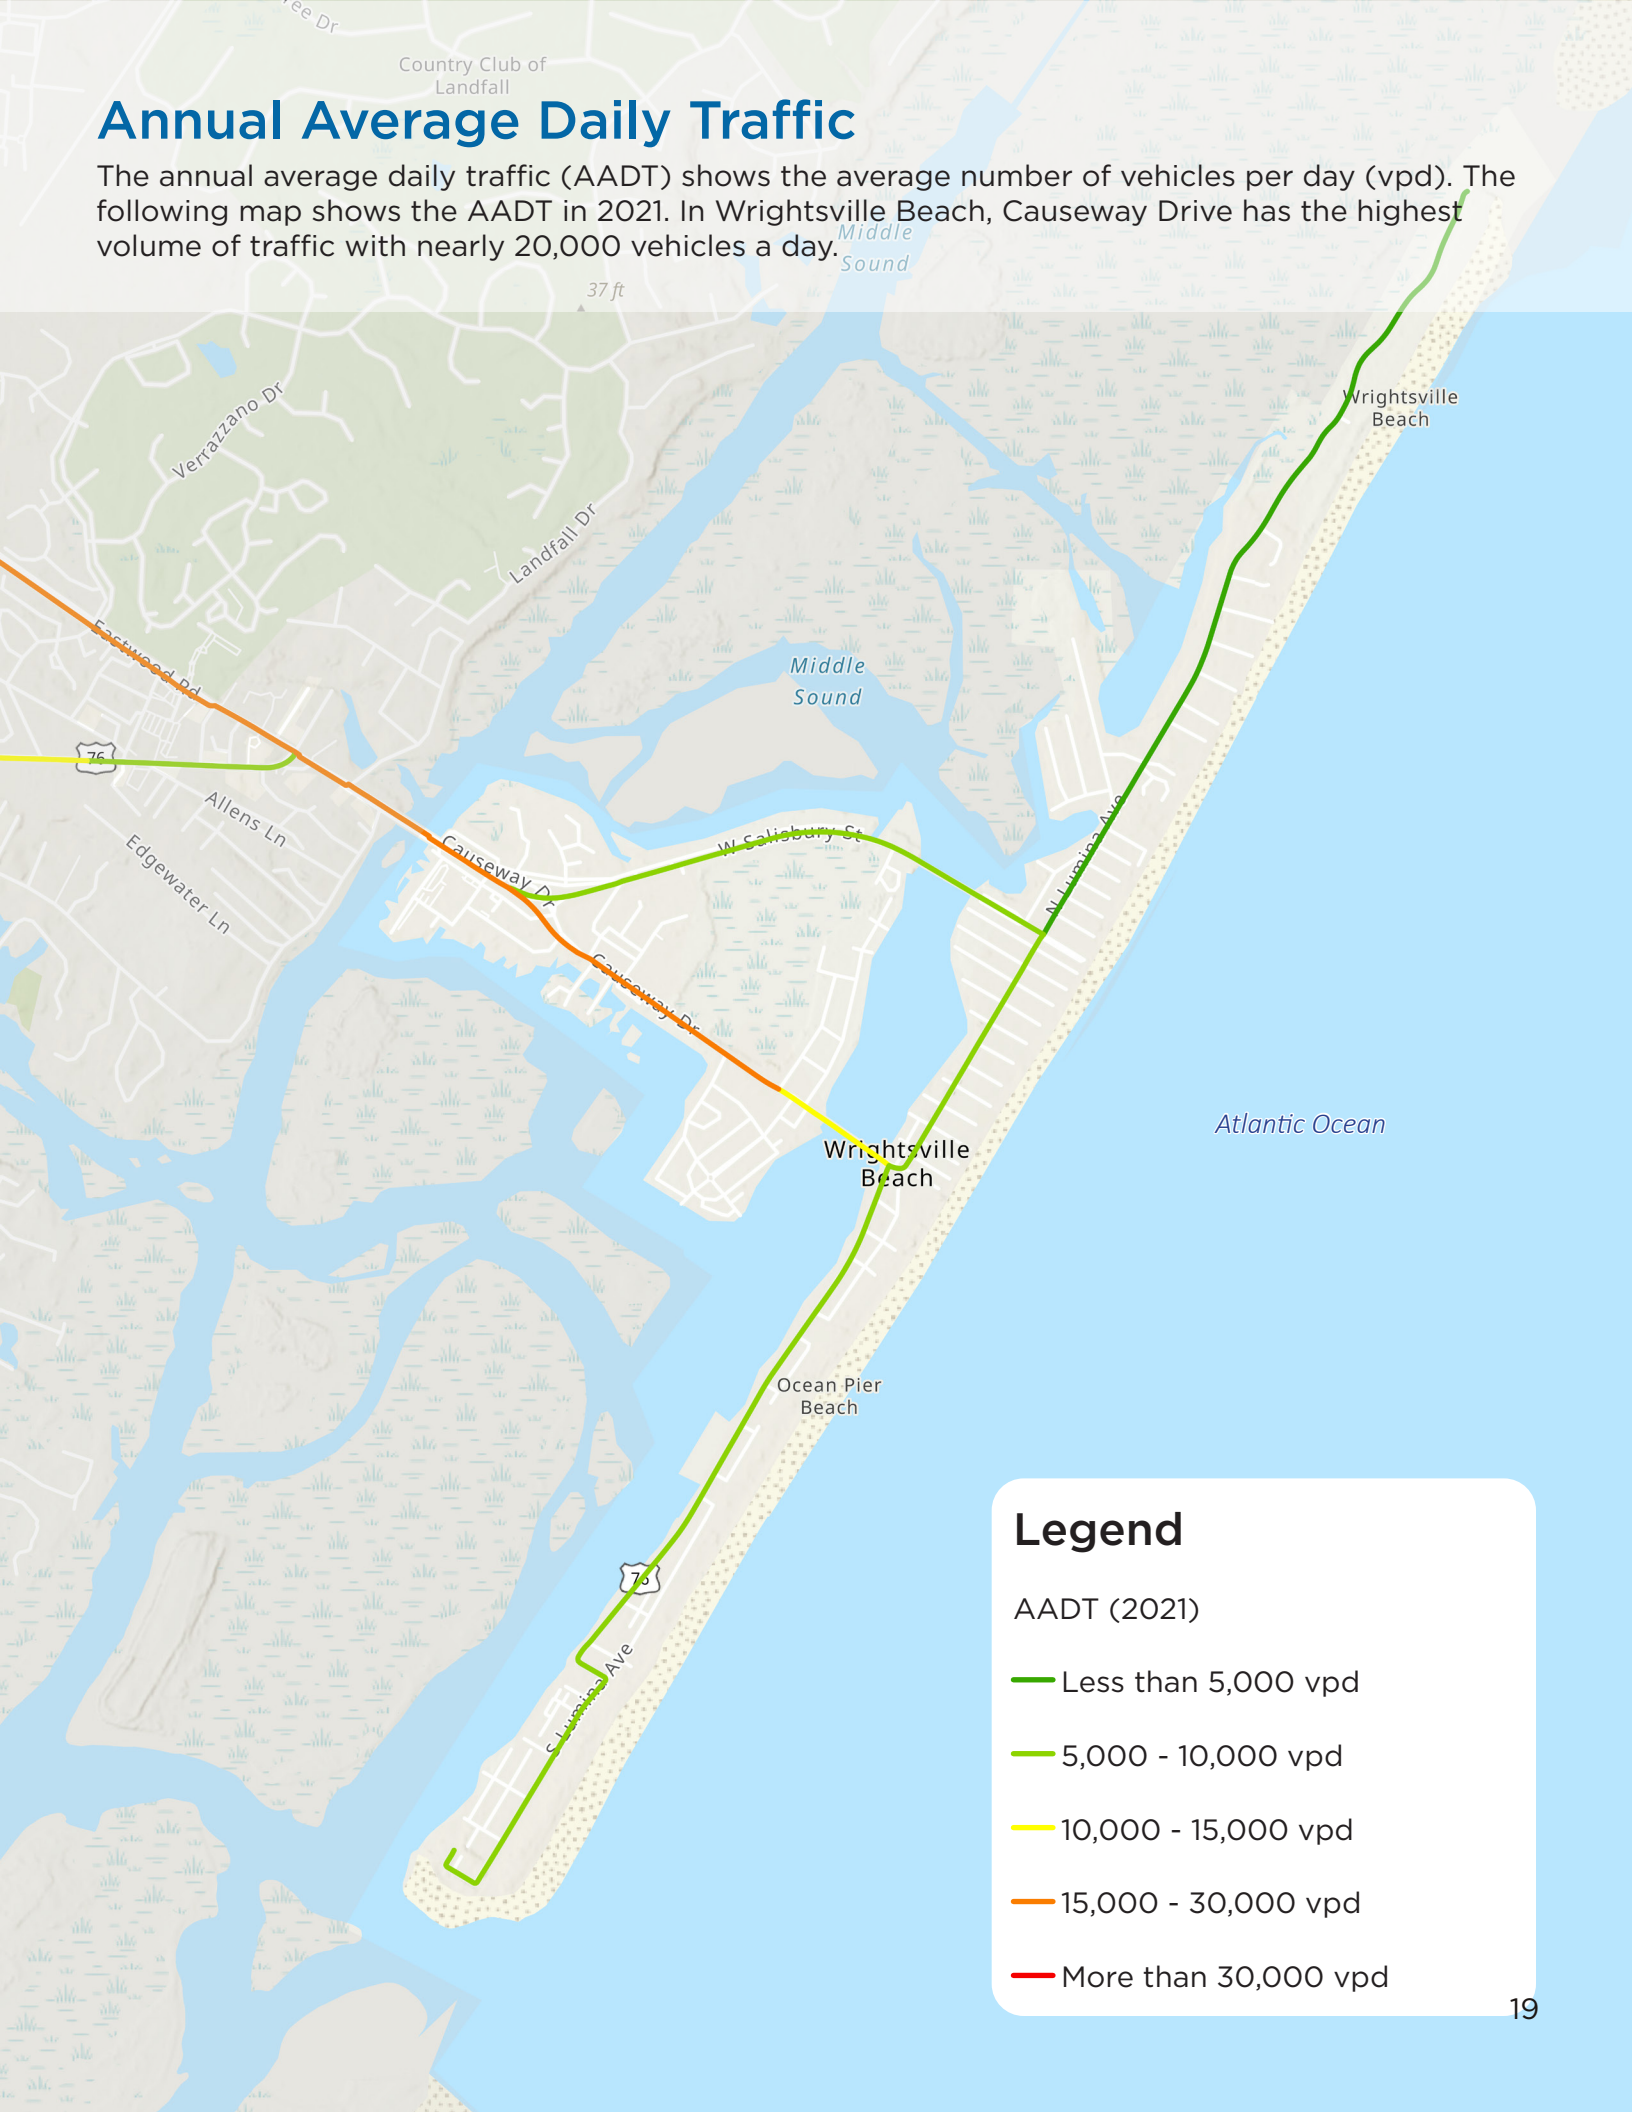 Country Club of
Landfall
Annual Average Daily Traffic
The annual average daily traffic (AADT) shows the average number of vehicles per day (vpd). The
following map shows the AADT in 2021. In Wrightsville Beach, Causeway Drive has the highest
volume of traffic with nearly 20,000 vehicles a day.
Middle
Sound
37 ft
Verrazzano Dr
Wrightsville
Beach
Landfall Dr
Eastwood Rd
Middle
Sound
76
Allens Ln
Edgewater Ln
Causeway Dr
W Salisbury St
N Lumina Ave
Causeway Dr
Atlantic Ocean
Wrightsville
Beach
Ocean Pier
Beach
76
S Lumina Ave
Legend
AADT (2021)
Less than 5,000 vpd
5,000 - 10,000 vpd
10,000 - 15,000 vpd
15,000 - 30,000 vpd
More than 30,000 vpd
19